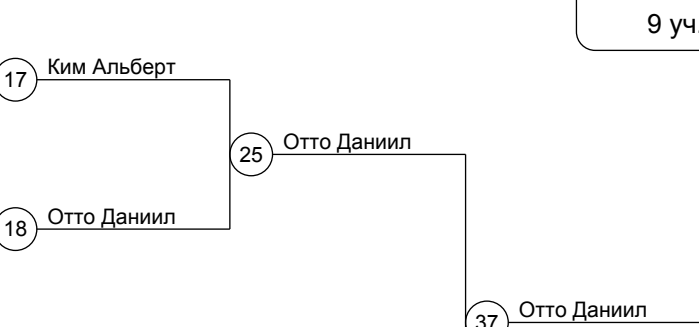 9 уч.
17 Ким Альберт
25 Отто Даниил
18 Отто Даниил
37 Отто Даниил